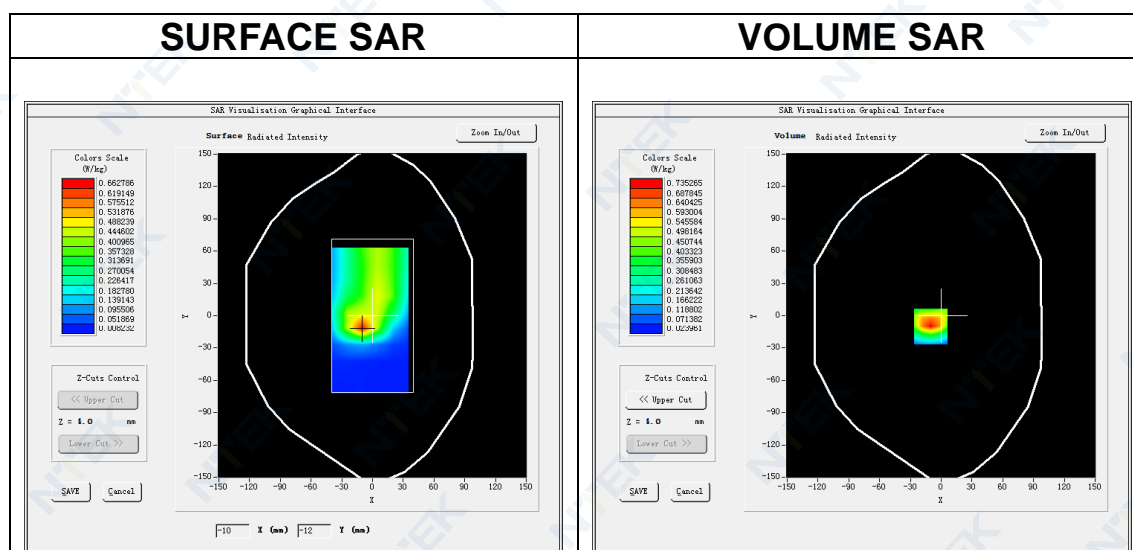 SURFACE SAR
VOLUME SAR
SAR Visualisation Graphical Interface
Surface Radiated Intensity
Zoom In/Out
Colors Scale
(W/kg)
0.662786
0.619149
0.575512
0.531876
0.488239
0.444602
0.400965
0.357328
0.313691
0.270054
0.226417
0.182780
0.139143
0.095506
0.051869
0.008232
150
120
90
60
30
0
-30
-60
-90
-120
-150
Y
-150 -120 -90 -60 -30 0 30 60 90 120 150
X
Z-Cuts Control
<< Upper Cut
Z = 4.0 mm
Lower Cut >>
SAVE
Cancel
-10 X (mm) -12 Y (mm)
SAR Visualisation Graphical Interface
Volume Radiated Intensity
Zoom In/Out
Colors Scale
(W/kg)
0.735265
0.687845
0.640425
0.593004
0.545584
0.498164
0.450744
0.403323
0.355903
0.308483
0.261063
0.213642
0.166222
0.118802
0.071382
0.023961
150
120
90
60
30
0
-30
-60
-90
-120
-150
Y
-150 -120 -90 -60 -30 0 30 60 90 120 150
X
Z-Cuts Control
<< Upper Cut
Z = 4.0 mm
Lower Cut >>
SAVE
Cancel
NTEK